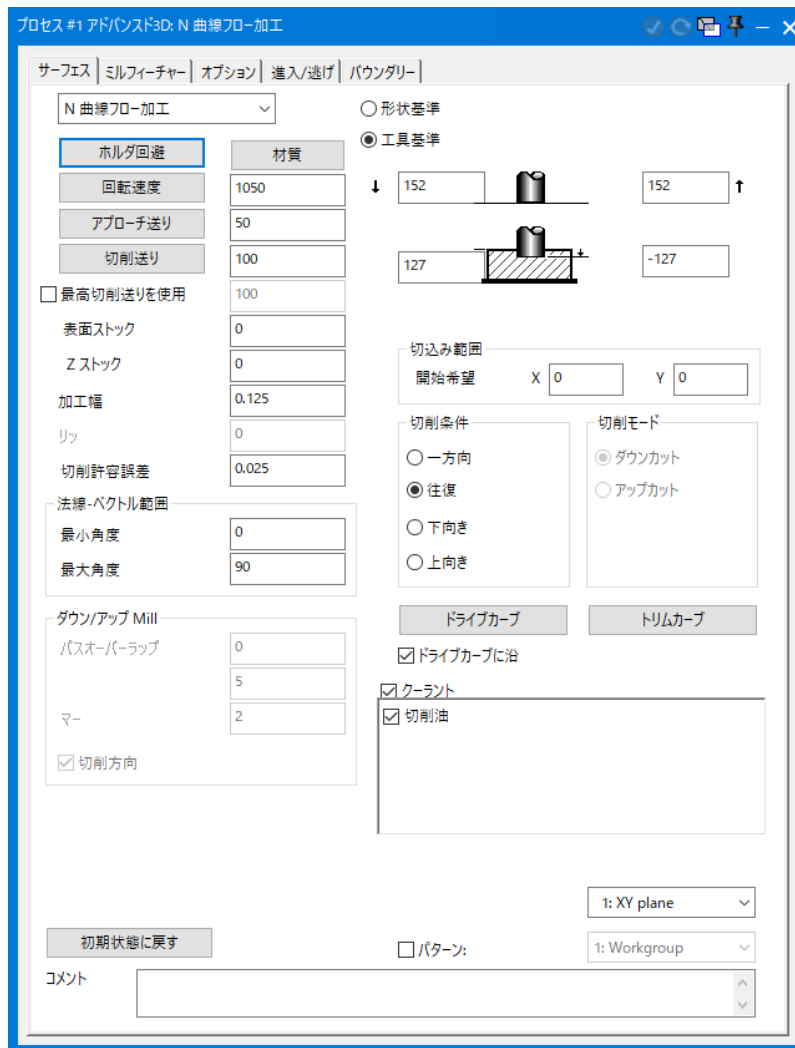 プロセス #1 アドバンスド3D: N 曲線フロー加工
サーフェス ミルフィーチャー オプション 進入/逃げ バウンダリー
N 曲線フロー加工
形状基準
工具基準
ホルダ回避 材質
回転速度 1050
152 152
アプローチ送り 50
切削送り 100
127 -127
最高切削送りを使用 100
表面ストック 0
Z ストック 0
切込み範囲
開始希望 X 0 Y 0
加工幅 0.125
リッ 0
切削許容誤差 0.025
切削条件 切削モード
一方向 ダウンカット
往復 アップカット
下向き
上向き
法線-ベクトル範囲
最小角度 0
最大角度 90
ドライブカーブ トリムカーブ
ドライブカーブに沿
ダウン/アップ Mill
パスオーバーラップ 0
5
マー 2
切削方向
クーラント
切削油
1: XY plane
初期状態に戻す
パターン: 1: Workgroup
コメント